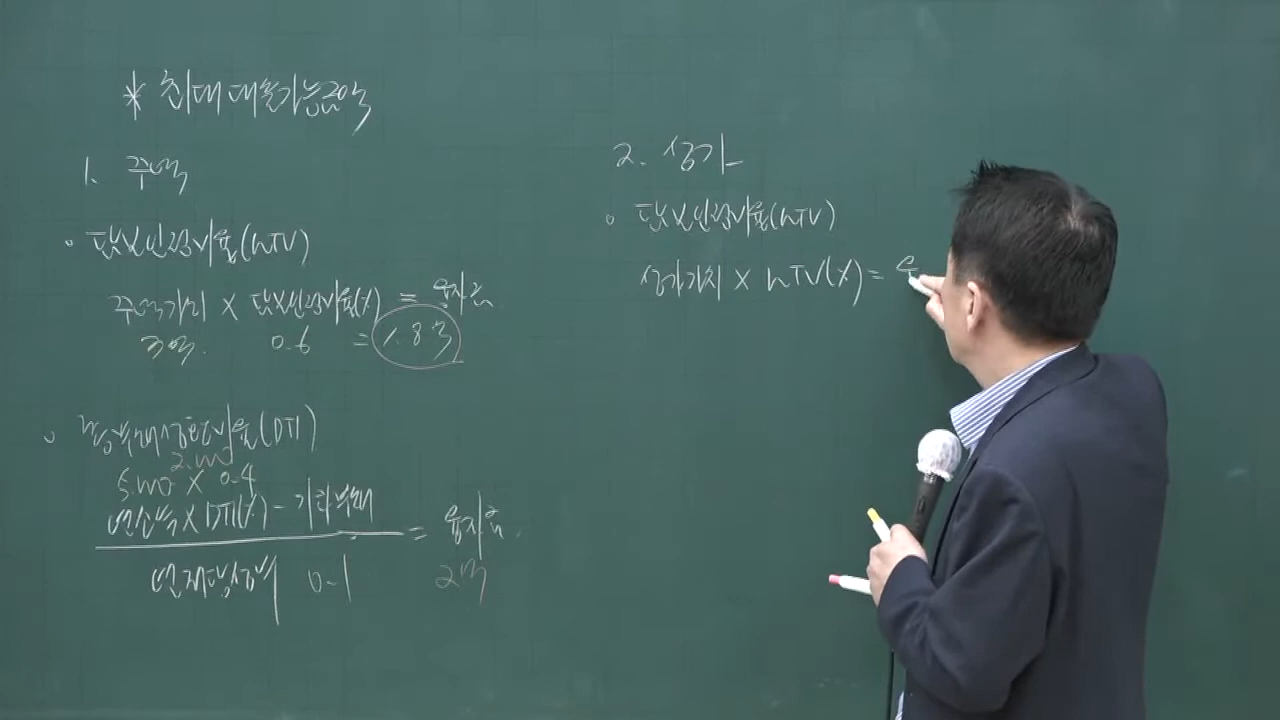 * 최대대출가능금액
1. 주택
◦ 담보인정비율(LTV)
주택가치 × 담보인정비율(%) = 융자액
3억. 0.6 = 1.8억
◦ 총부채상환비율(DTI)
2.000
5.000 × 0.4
연소득 × DTI(%) - 기타부채
= 융자액
연저당상수 0.1 2억
2. 상가
◦ 담보인정비율(LTV)
상가가치 × LTV(%) =